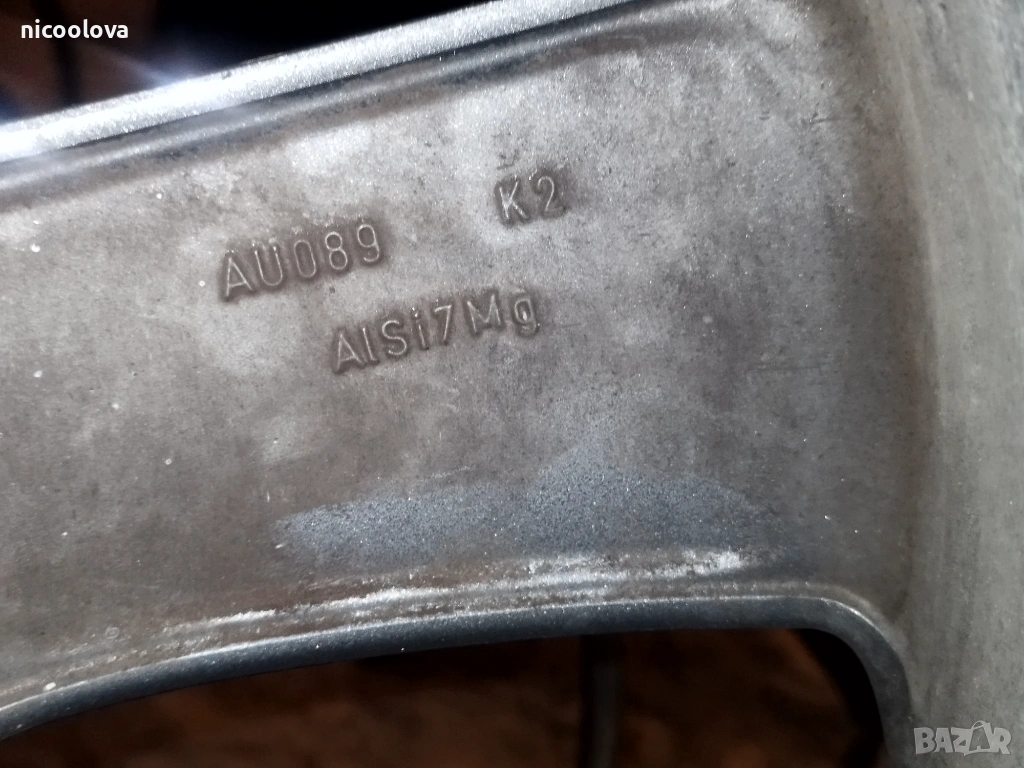 nicoolova
K2
AU089
AlSi7Mg
BAZAR